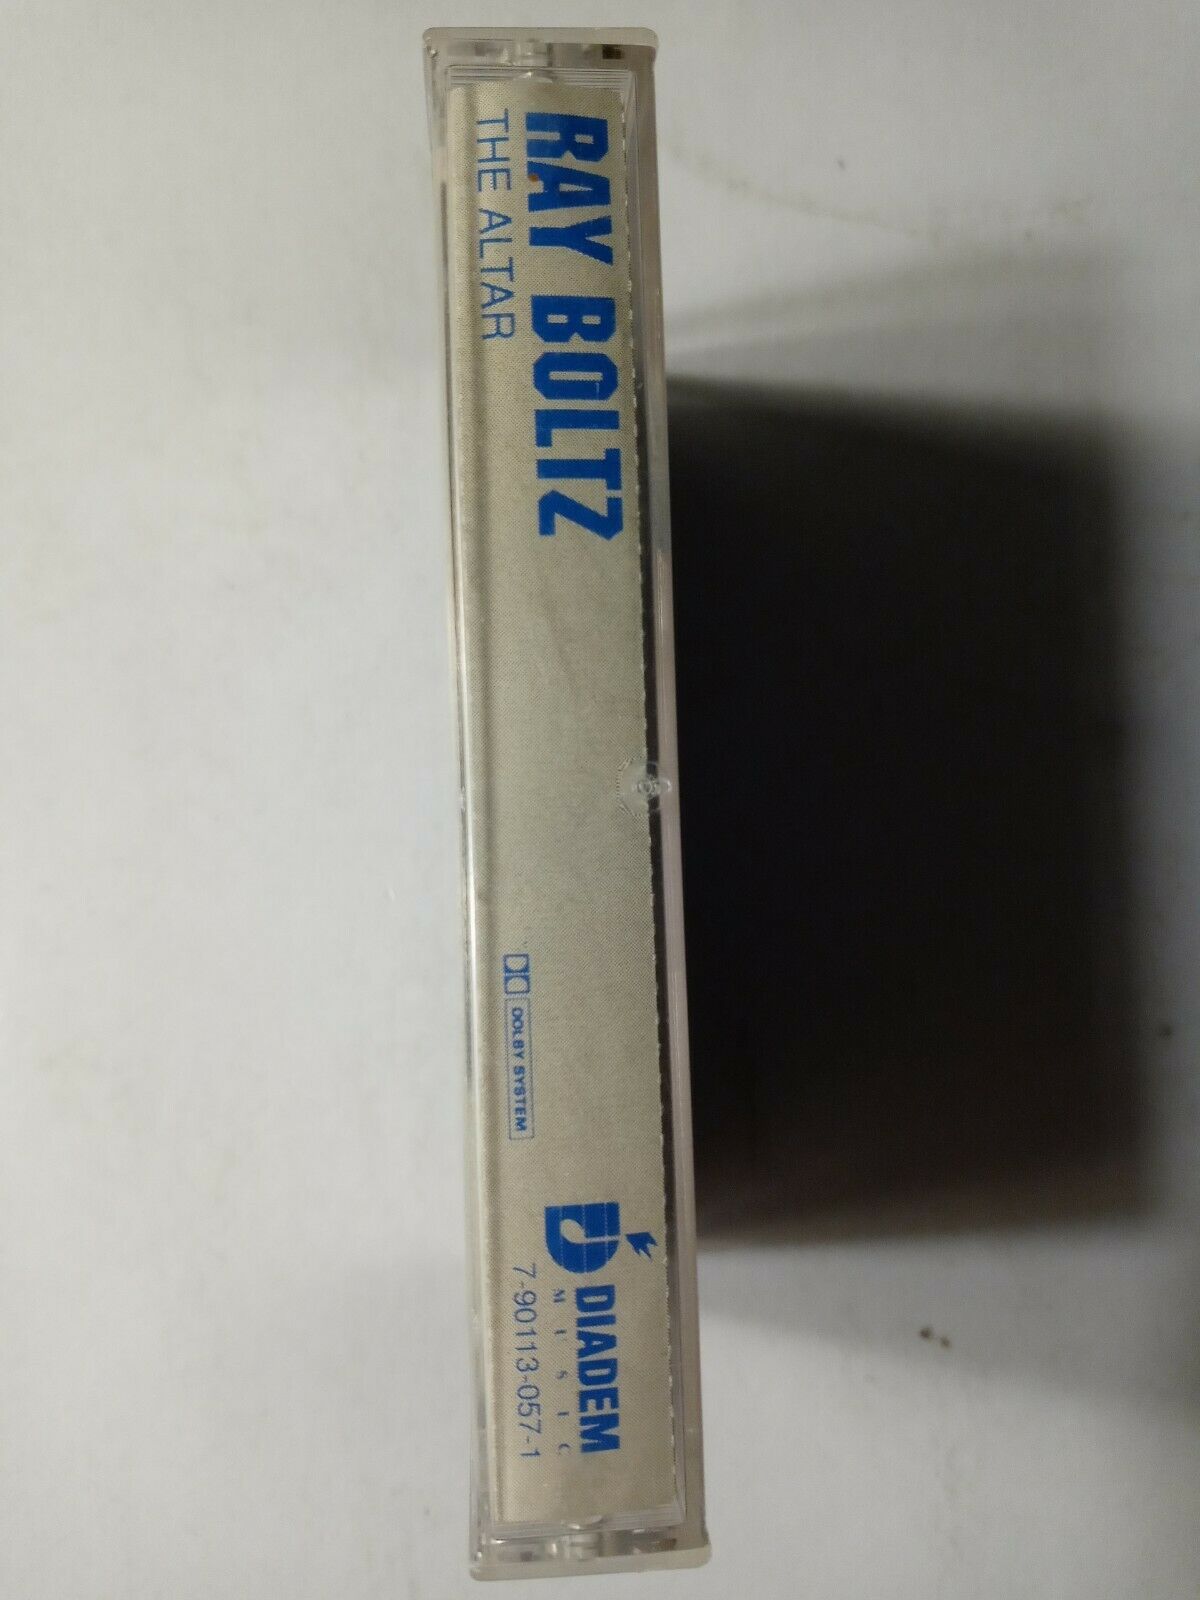 RAY BOLTZ
THE ALTAR
DOLBY SYSTEM
DIADEM
MUSIC
7-90113-057-1